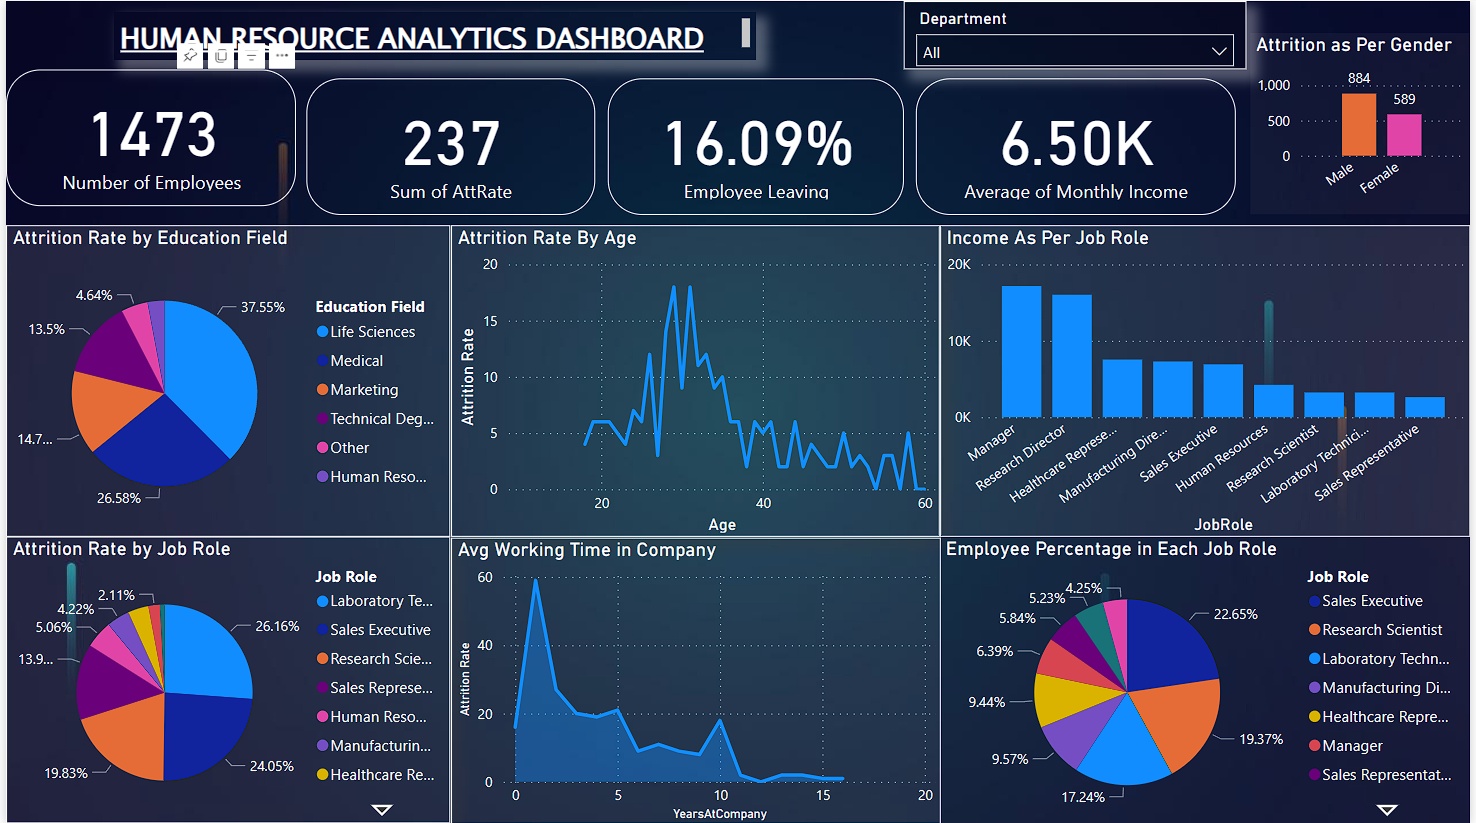 HUMAN RESOURCE ANALYTICS DASHBOARD
Department
All
Attrition as Per Gender
1,000
500
0
884
589
Male
Female
1473
Number of Employees
237
Sum of AttRate
16.09%
Employee Leaving
6.50K
Average of Monthly Income
Attrition Rate by Education Field
37.55%
26.58%
14.7...
13.5%
4.64%
Education Field
Life Sciences
Medical
Marketing
Technical Deg...
Other
Human Reso...
Attrition Rate By Age
Attrition Rate
20
15
10
5
0
20
40
60
Age
Income As Per Job Role
20K
10K
0K
Manager
Research Director
Healthcare Represe...
Manufacturing Dire...
Sales Executive
Human Resources
Research Scientist
Laboratory Technici...
Sales Representative
JobRole
Attrition Rate by Job Role
26.16%
24.05%
19.83%
13.9...
5.06%
4.22%
2.11%
Job Role
Laboratory Te...
Sales Executive
Research Scie...
Sales Represe...
Human Reso...
Manufacturin...
Healthcare Re...
Avg Working Time in Company
Attrition Rate
60
40
20
0
0
5
10
15
20
YearsAtCompany
Employee Percentage in Each Job Role
22.65%
19.37%
17.24%
9.57%
9.44%
6.39%
5.84%
5.23%
4.25%
Job Role
Sales Executive
Research Scientist
Laboratory Techn...
Manufacturing Di...
Healthcare Repre...
Manager
Sales Representat...